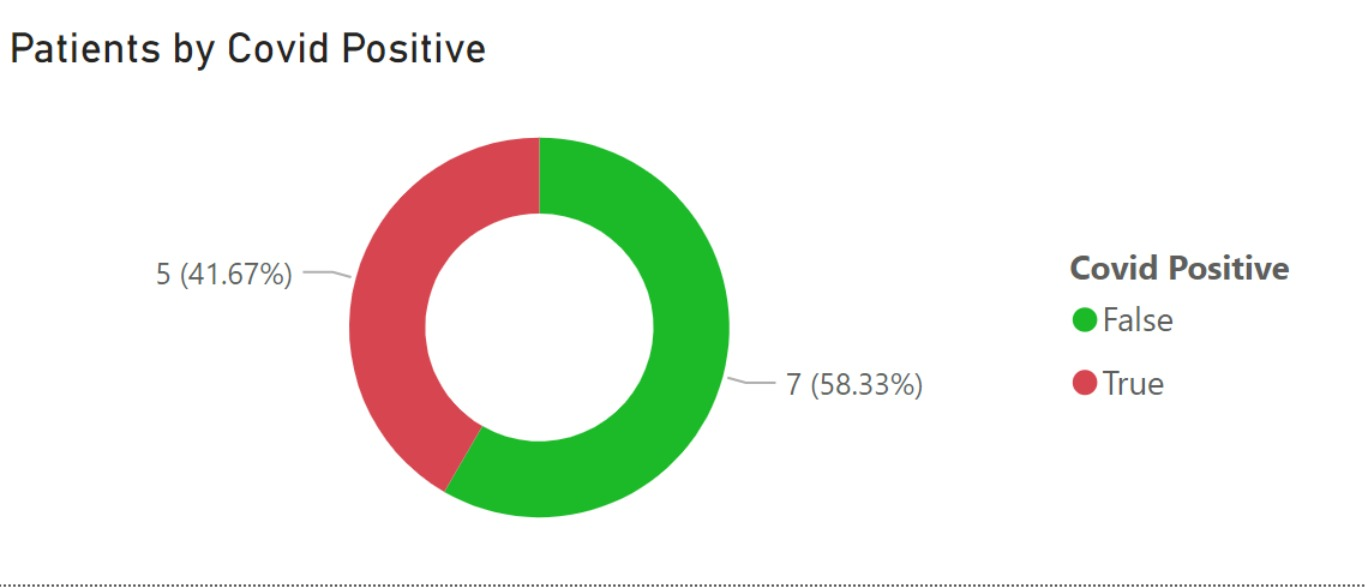 Patients by Covid Positive
5 (41.67%)
7 (58.33%)
Covid Positive
False
True